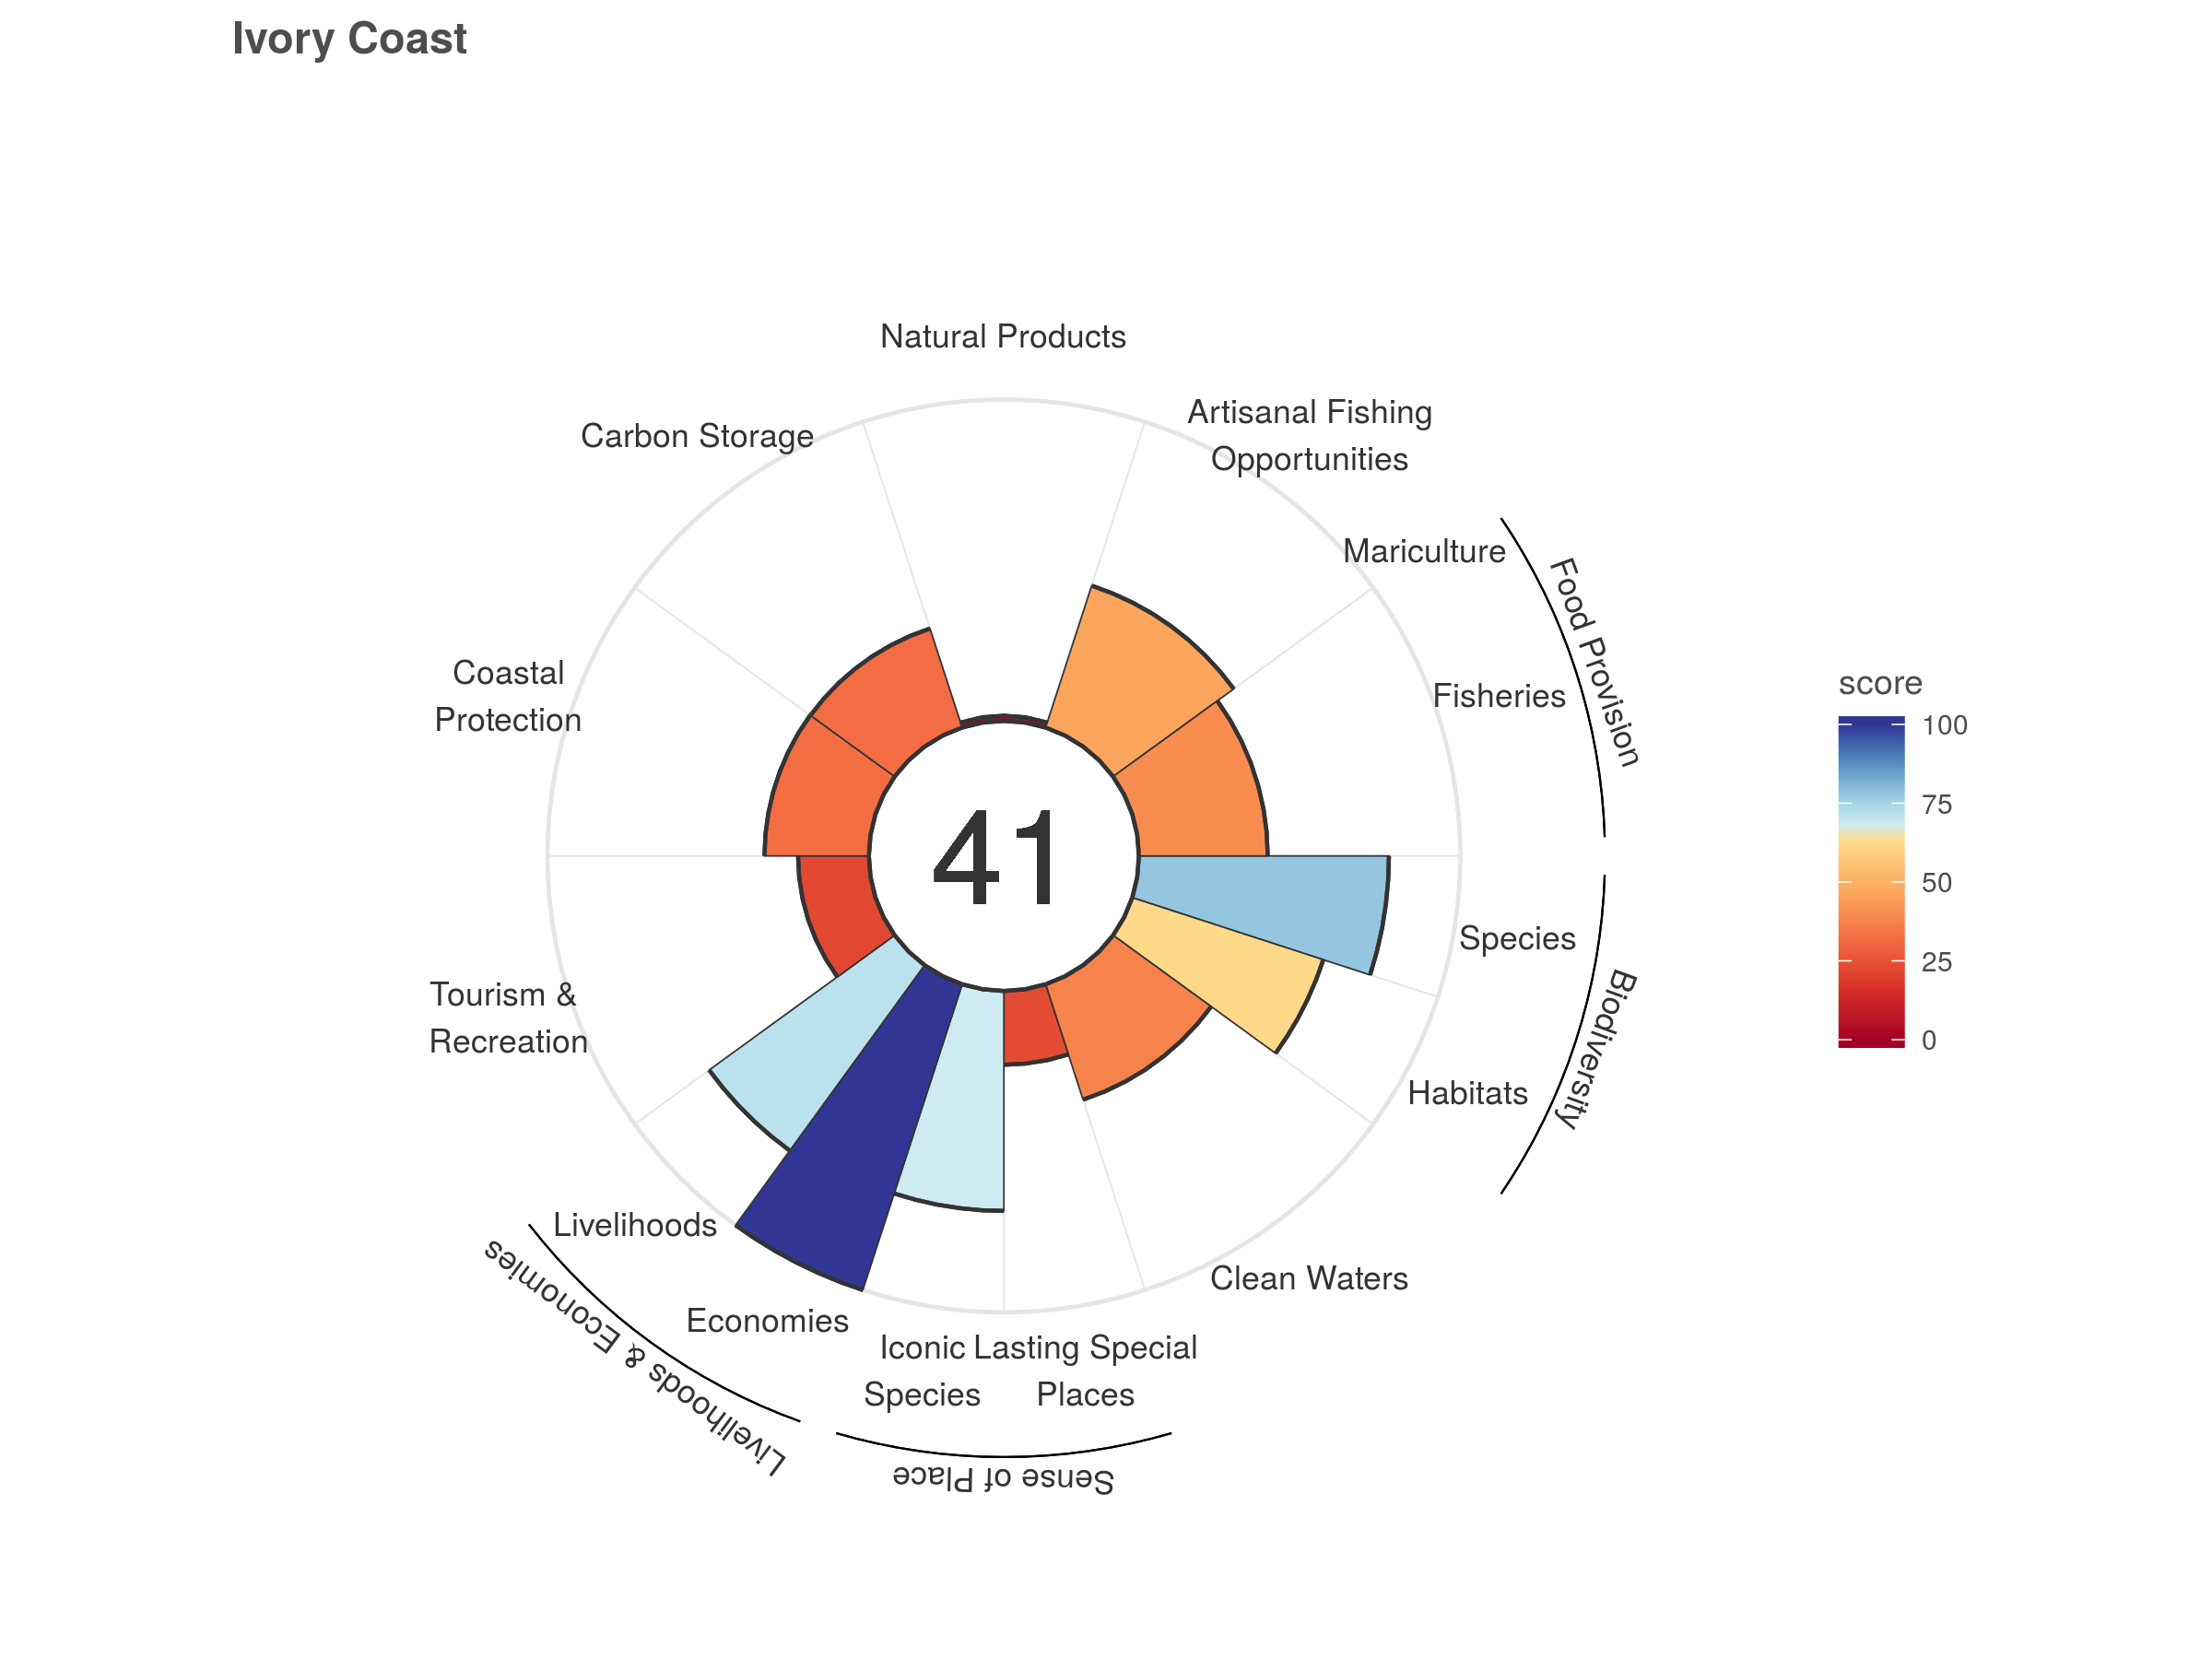 Ivory Coast
Natural Products
Artisanal Fishing
Opportunities
Carbon Storage
Mariculture
Food Provision
Fisheries
Coastal
Protection
score
100
75
50
25
0
41
Species
Biodiversity
Tourism &
Recreation
Habitats
Livelihoods
Clean Waters
Economies
Livelihoods & Economies
Iconic
Species
Lasting Special
Places
Sense of Place